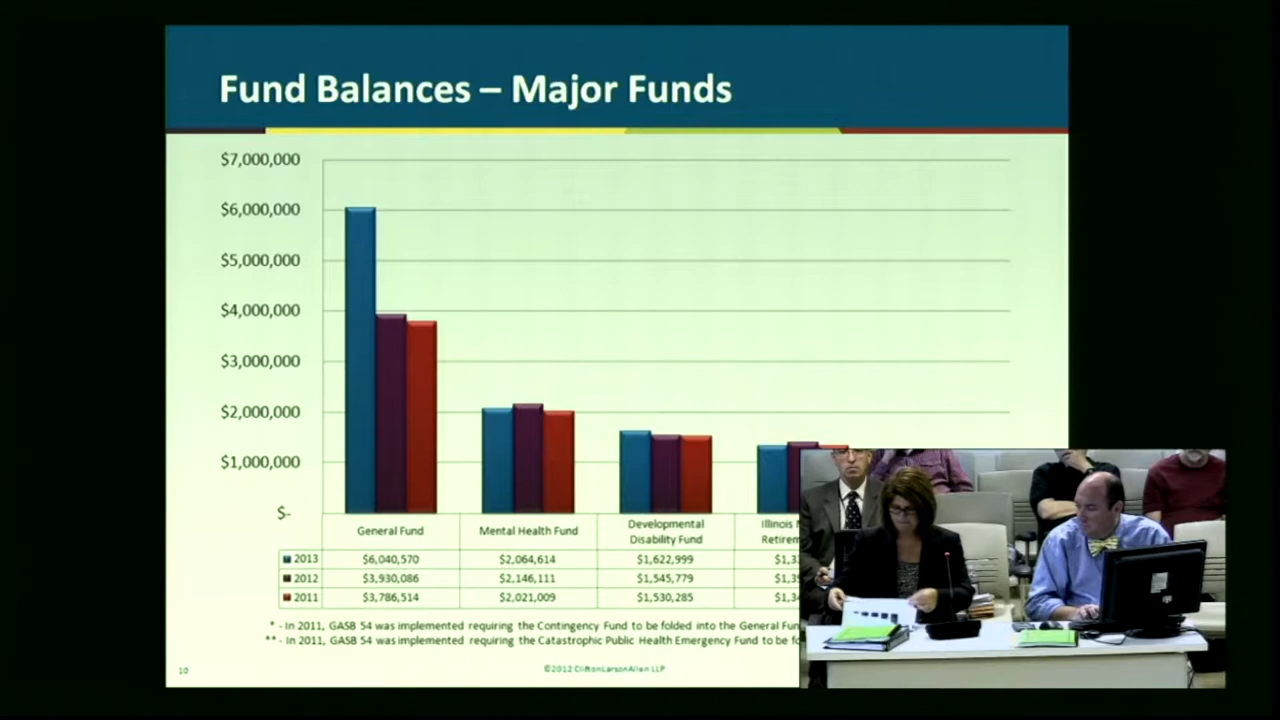 Fund Balances – Major Funds
$7,000,000
$6,000,000
$5,000,000
$4,000,000
$3,000,000
$2,000,000
$1,000,000
$-
General Fund
Mental Health Fund
Developmental
Disability Fund
Illinois
2013 $6,040,570 $2,064,614 $1,622,999
2012 $3,930,086 $2,146,111 $1,545,779
2011 $3,786,514 $2,021,009 $1,530,285
* - In 2011, GASB 54 was implemented requiring the Contingency Fund to be folded into the General
** - In 2011, GASB 54 was implemented requiring the Catastrophic Public Health Emergency Fund to be
10
©2012 CliftonLarsonAllen LLP